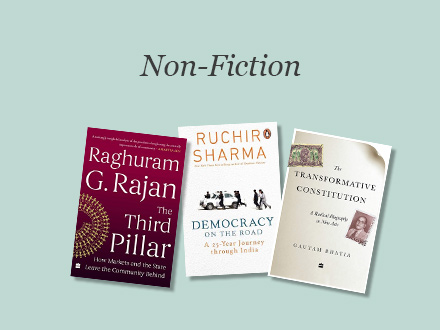 Non-Fiction
Raghuram
G. Rajan
The
Third
Pillar
How Markets and the State
Leave the Community Behind
RUCHIR
SHARMA
DEMOCRACY
ON THE ROAD
A 25-Year Journey
through India
The
TRANSFORMATIVE
CONSTITUTION
A Radical Biography
in Nine Acts
GAUTAM BHATIA